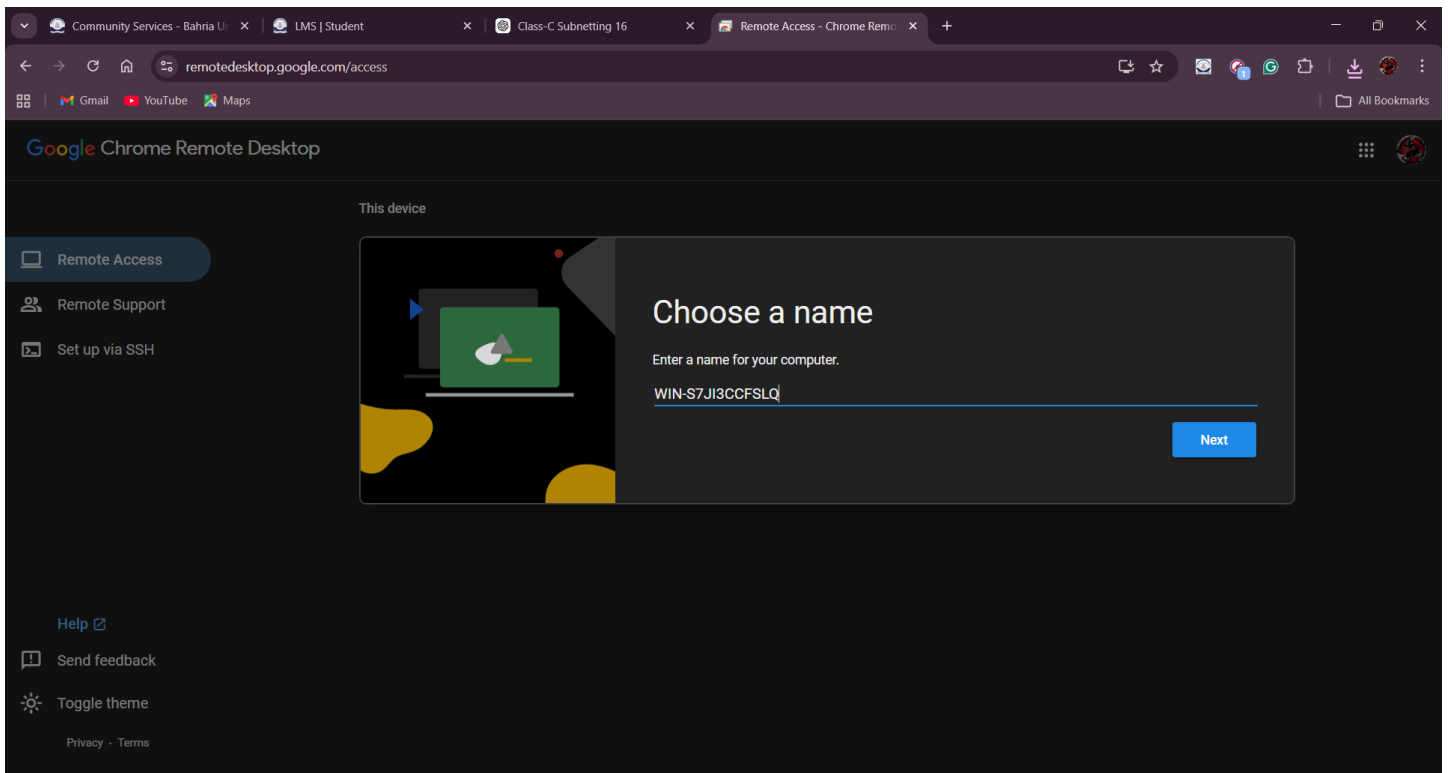 Community Services - Bahria U
LMS | Student
Class-C Subnetting 16
Remote Access - Chrome Remo
remotedesktop.google.com/access
1
Gmail
YouTube
Maps
All Bookmarks
Google Chrome Remote Desktop
This device
Remote Access
Remote Support
Set up via SSH
Choose a name
Enter a name for your computer.
WIN-S7JI3CCFSLQ
Next
Help
Send feedback
Toggle theme
Privacy · Terms